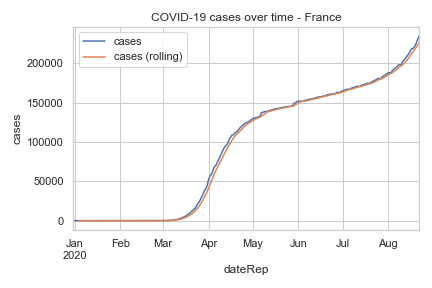 COVID-19 cases over time - France
cases
cases (rolling)
cases
200000
150000
100000
50000
0
Jan Feb Mar Apr May Jun Jul Aug
2020
dateRep